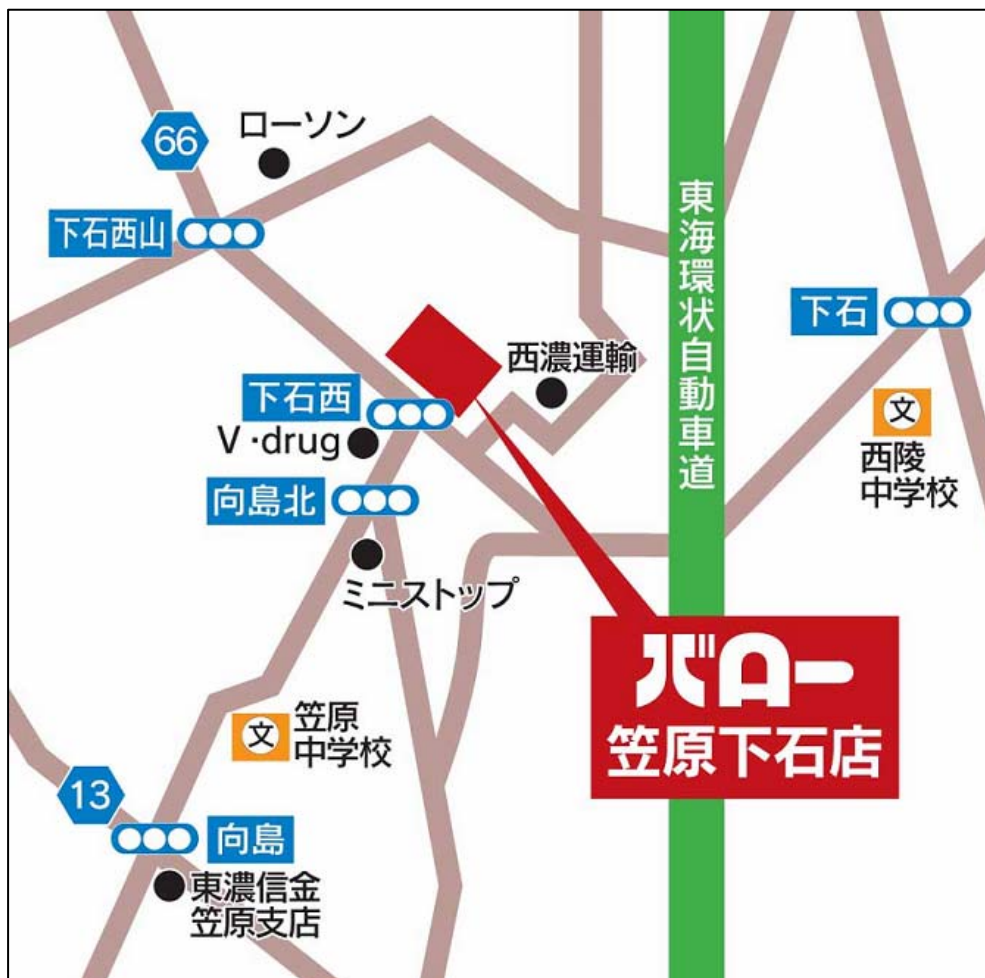 ローソン
66
下石西山
東海環状自動車道
下石
西濃運輸
下石西
V・drug
文
西陵
中学校
向島北
ミニストップ
バロー
笠原下石店
文
笠原
中学校
13
向島
東濃信金
笠原支店